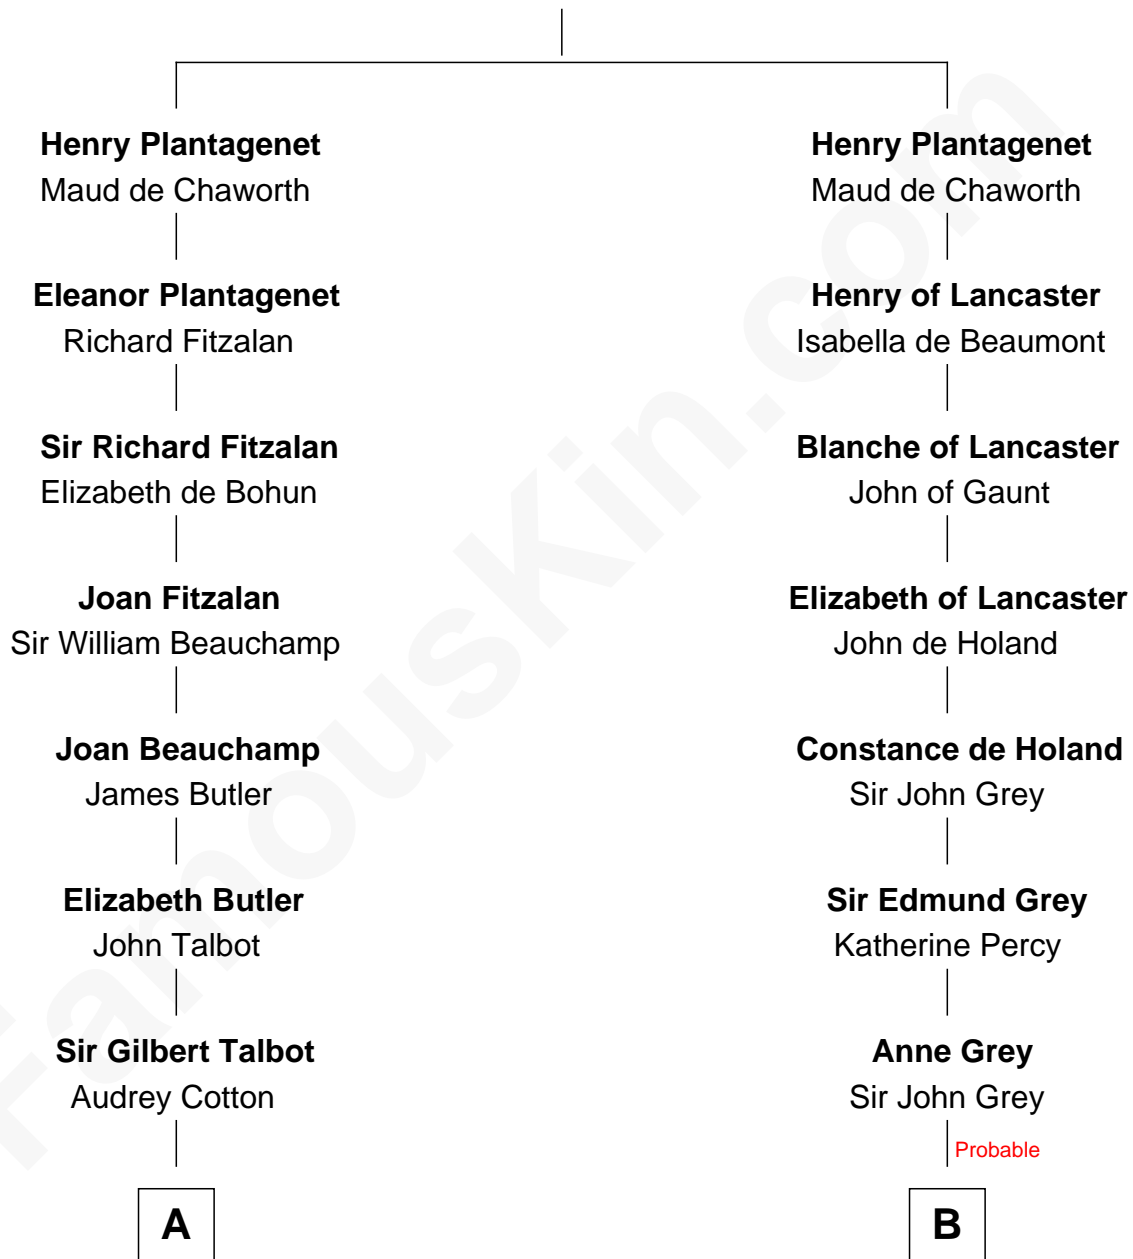 Henry Plantagenet
Maud de Chaworth
Eleanor Plantagenet
Richard Fitzalan
Sir Richard Fitzalan
Elizabeth de Bohun
Joan Fitzalan
Sir William Beauchamp
Joan Beauchamp
James Butler
Elizabeth Butler
John Talbot
Sir Gilbert Talbot
Audrey Cotton
A
Henry Plantagenet
Maud de Chaworth
Henry of Lancaster
Isabella de Beaumont
Blanche of Lancaster
John of Gaunt
Elizabeth of Lancaster
John de Holand
Constance de Holand
Sir John Grey
Sir Edmund Grey
Katherine Percy
Anne Grey
Sir John Grey
Probable
B
FamousKin.com